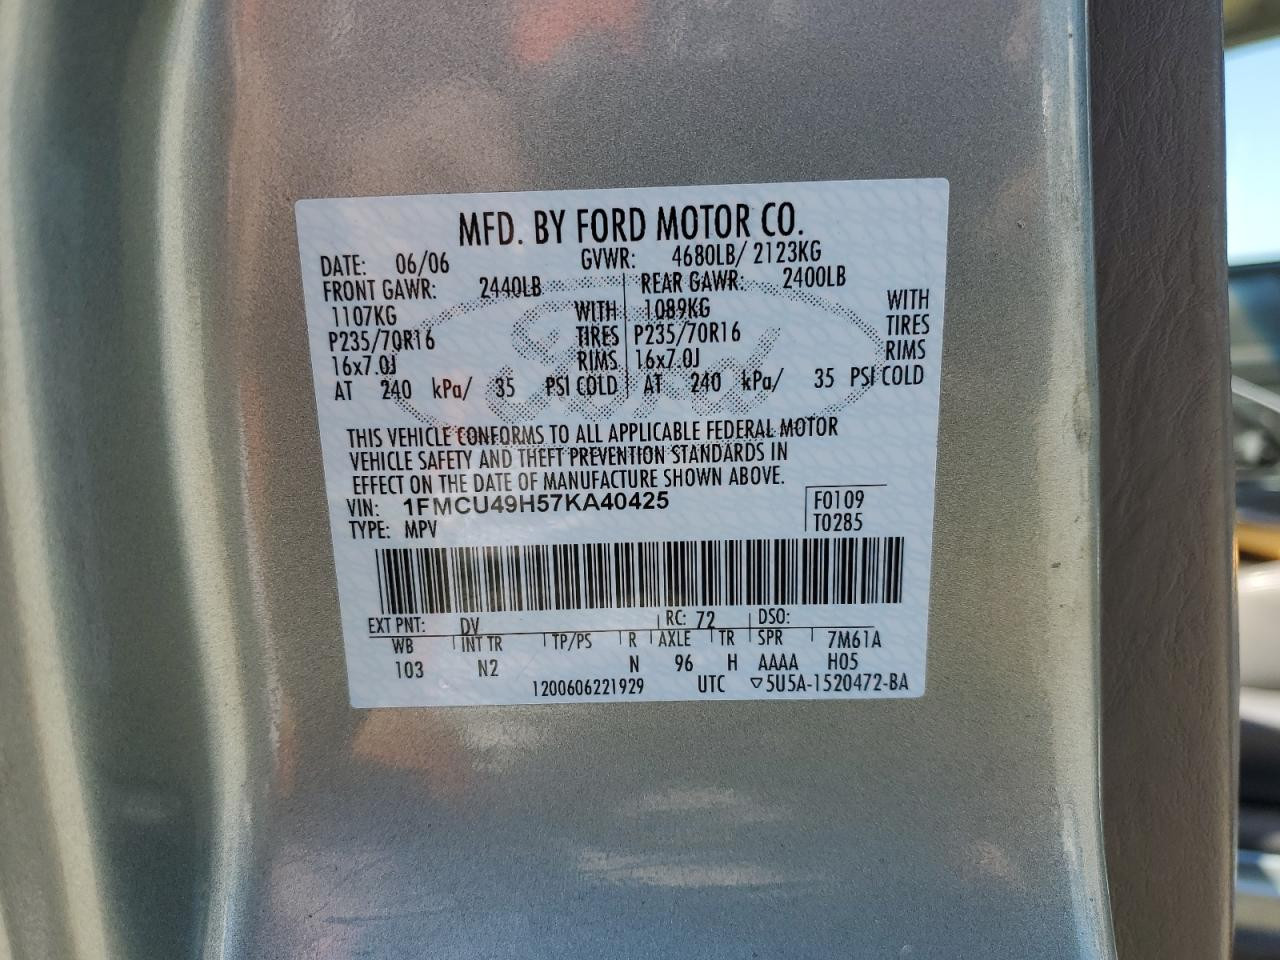 MFD. BY FORD MOTOR CO.
DATE: 06/06 GVWR: 4680LB/ 2123KG
FRONT GAWR: 2440LB REAR GAWR: 2400LB
1107KG WITH 1089KG WITH
P235/70R16 TIRES P235/70R16 TIRES
16x7.0J RIMS 16x7.0J RIMS
AT 240 kPa/ 35 PSI COLD AT 240 kPa/ 35 PSI COLD
Ford
THIS VEHICLE CONFORMS TO ALL APPLICABLE FEDERAL MOTOR
VEHICLE SAFETY AND THEFT PREVENTION STANDARDS IN
EFFECT ON THE DATE OF MANUFACTURE SHOWN ABOVE.
VIN: 1FMCU49H57KA40425 F0109
TYPE: MPV T0285
EXT PNT: DV RC: 72 DSO:
WB INT TR TP/PS R AXLE TR SPR 7M61A
103 N2 N 96 H AAAA H05
1200606221929 UTC ▽5U5A-1520472-BA